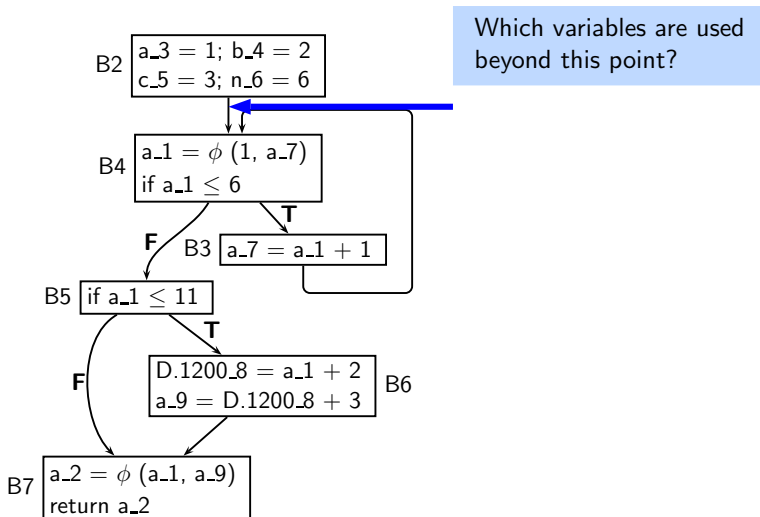 Which variables are used
beyond this point?
B2
a_3 = 1; b_4 = 2
c_5 = 3; n_6 = 6
B4
a_1 = ϕ (1, a_7)
if a_1 ≤ 6
F
T
B3
a_7 = a_1 + 1
B5
if a_1 ≤ 11
F
T
D.1200_8 = a_1 + 2
a_9 = D.1200_8 + 3
B6
B7
a_2 = ϕ (a_1, a_9)
return a_2